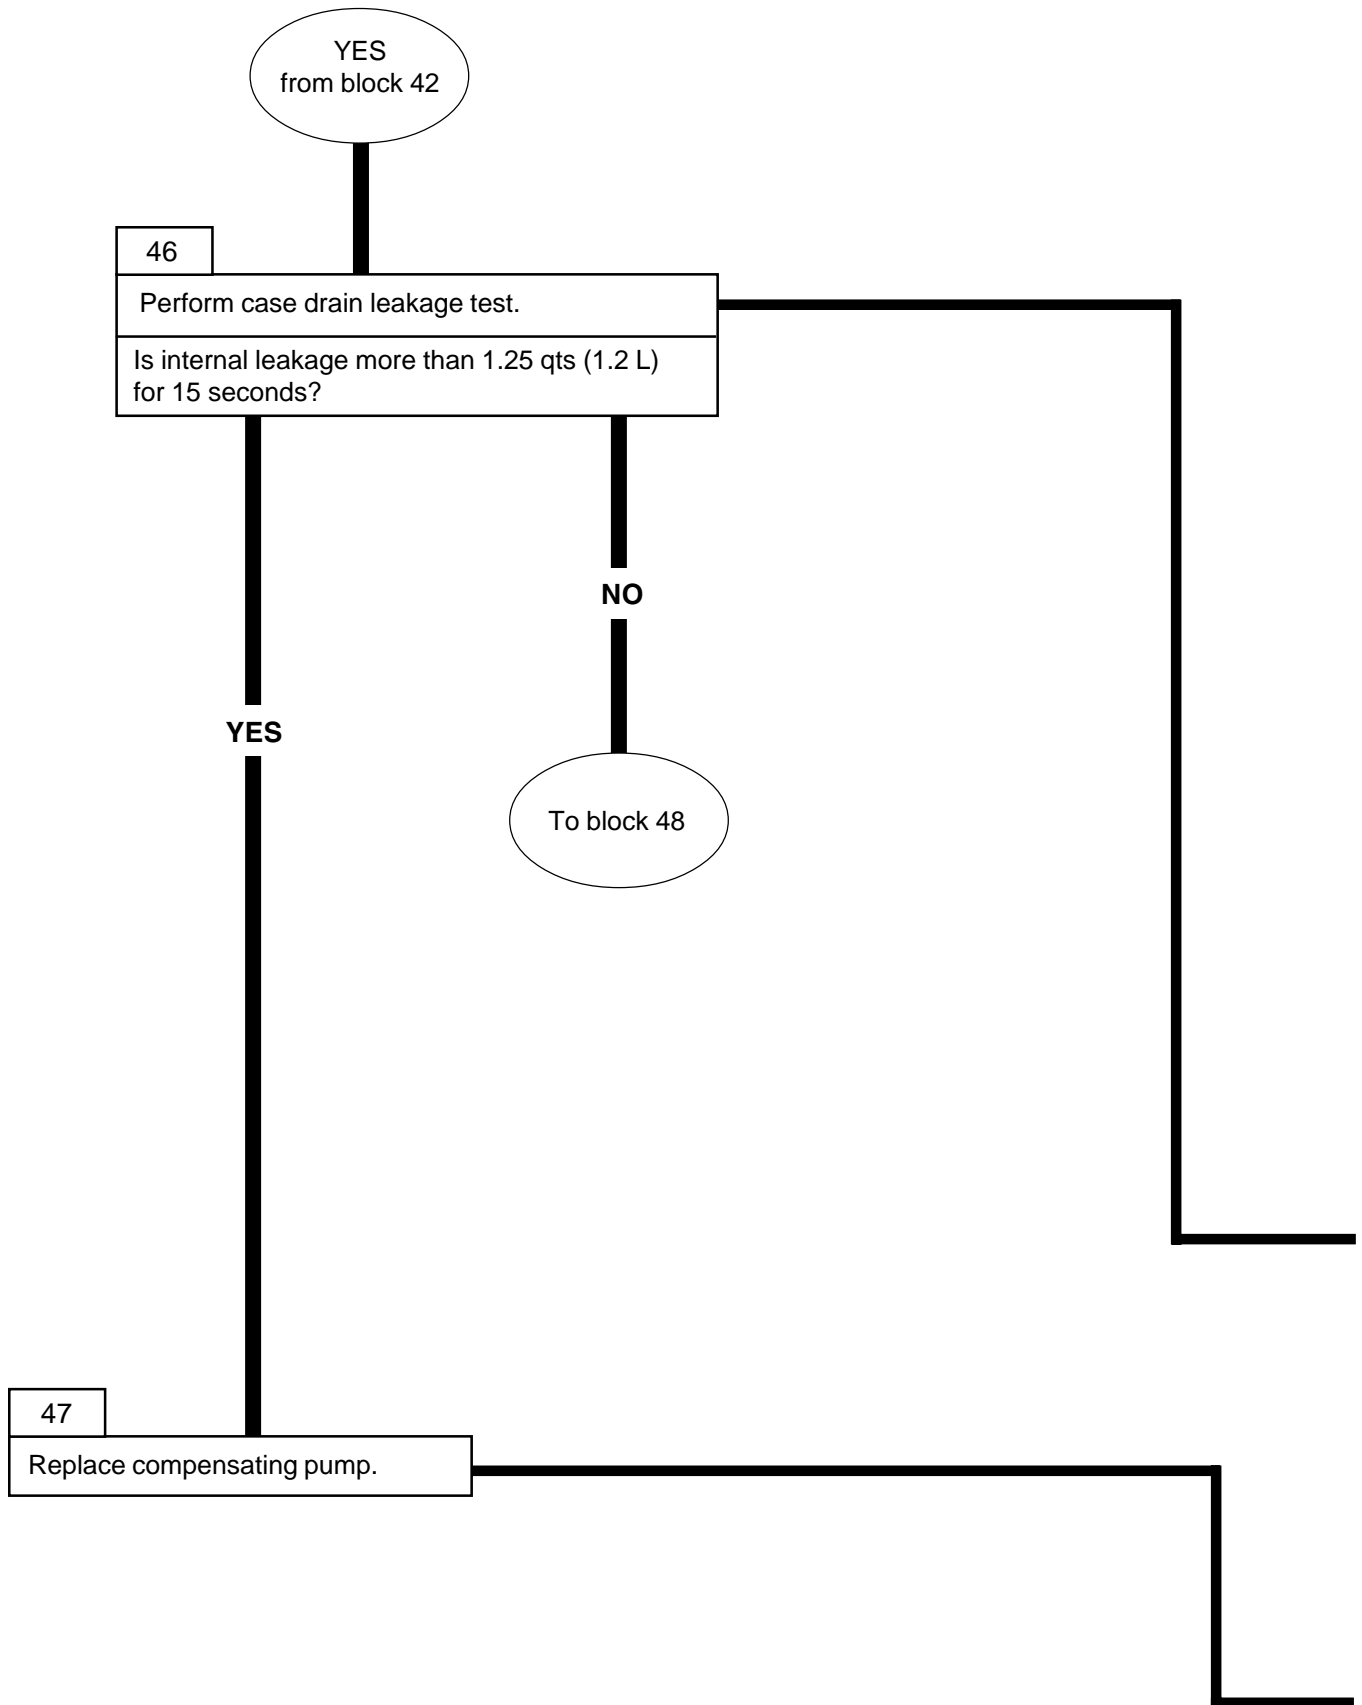 YES
from block 42
46
Perform case drain leakage test.
Is internal leakage more than 1.25 qts (1.2 L)
for 15 seconds?
NO
YES
To block 48
47
Replace compensating pump.